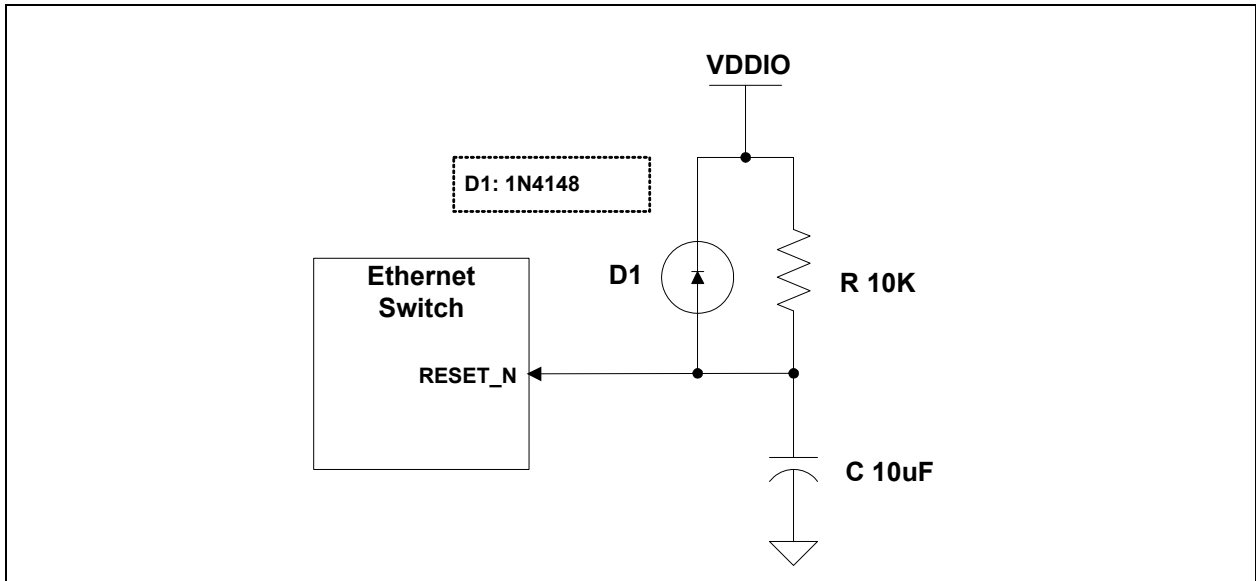 VDDIO
D1: 1N4148
D1
R 10K
Ethernet
Switch
RESET_N
C 10uF